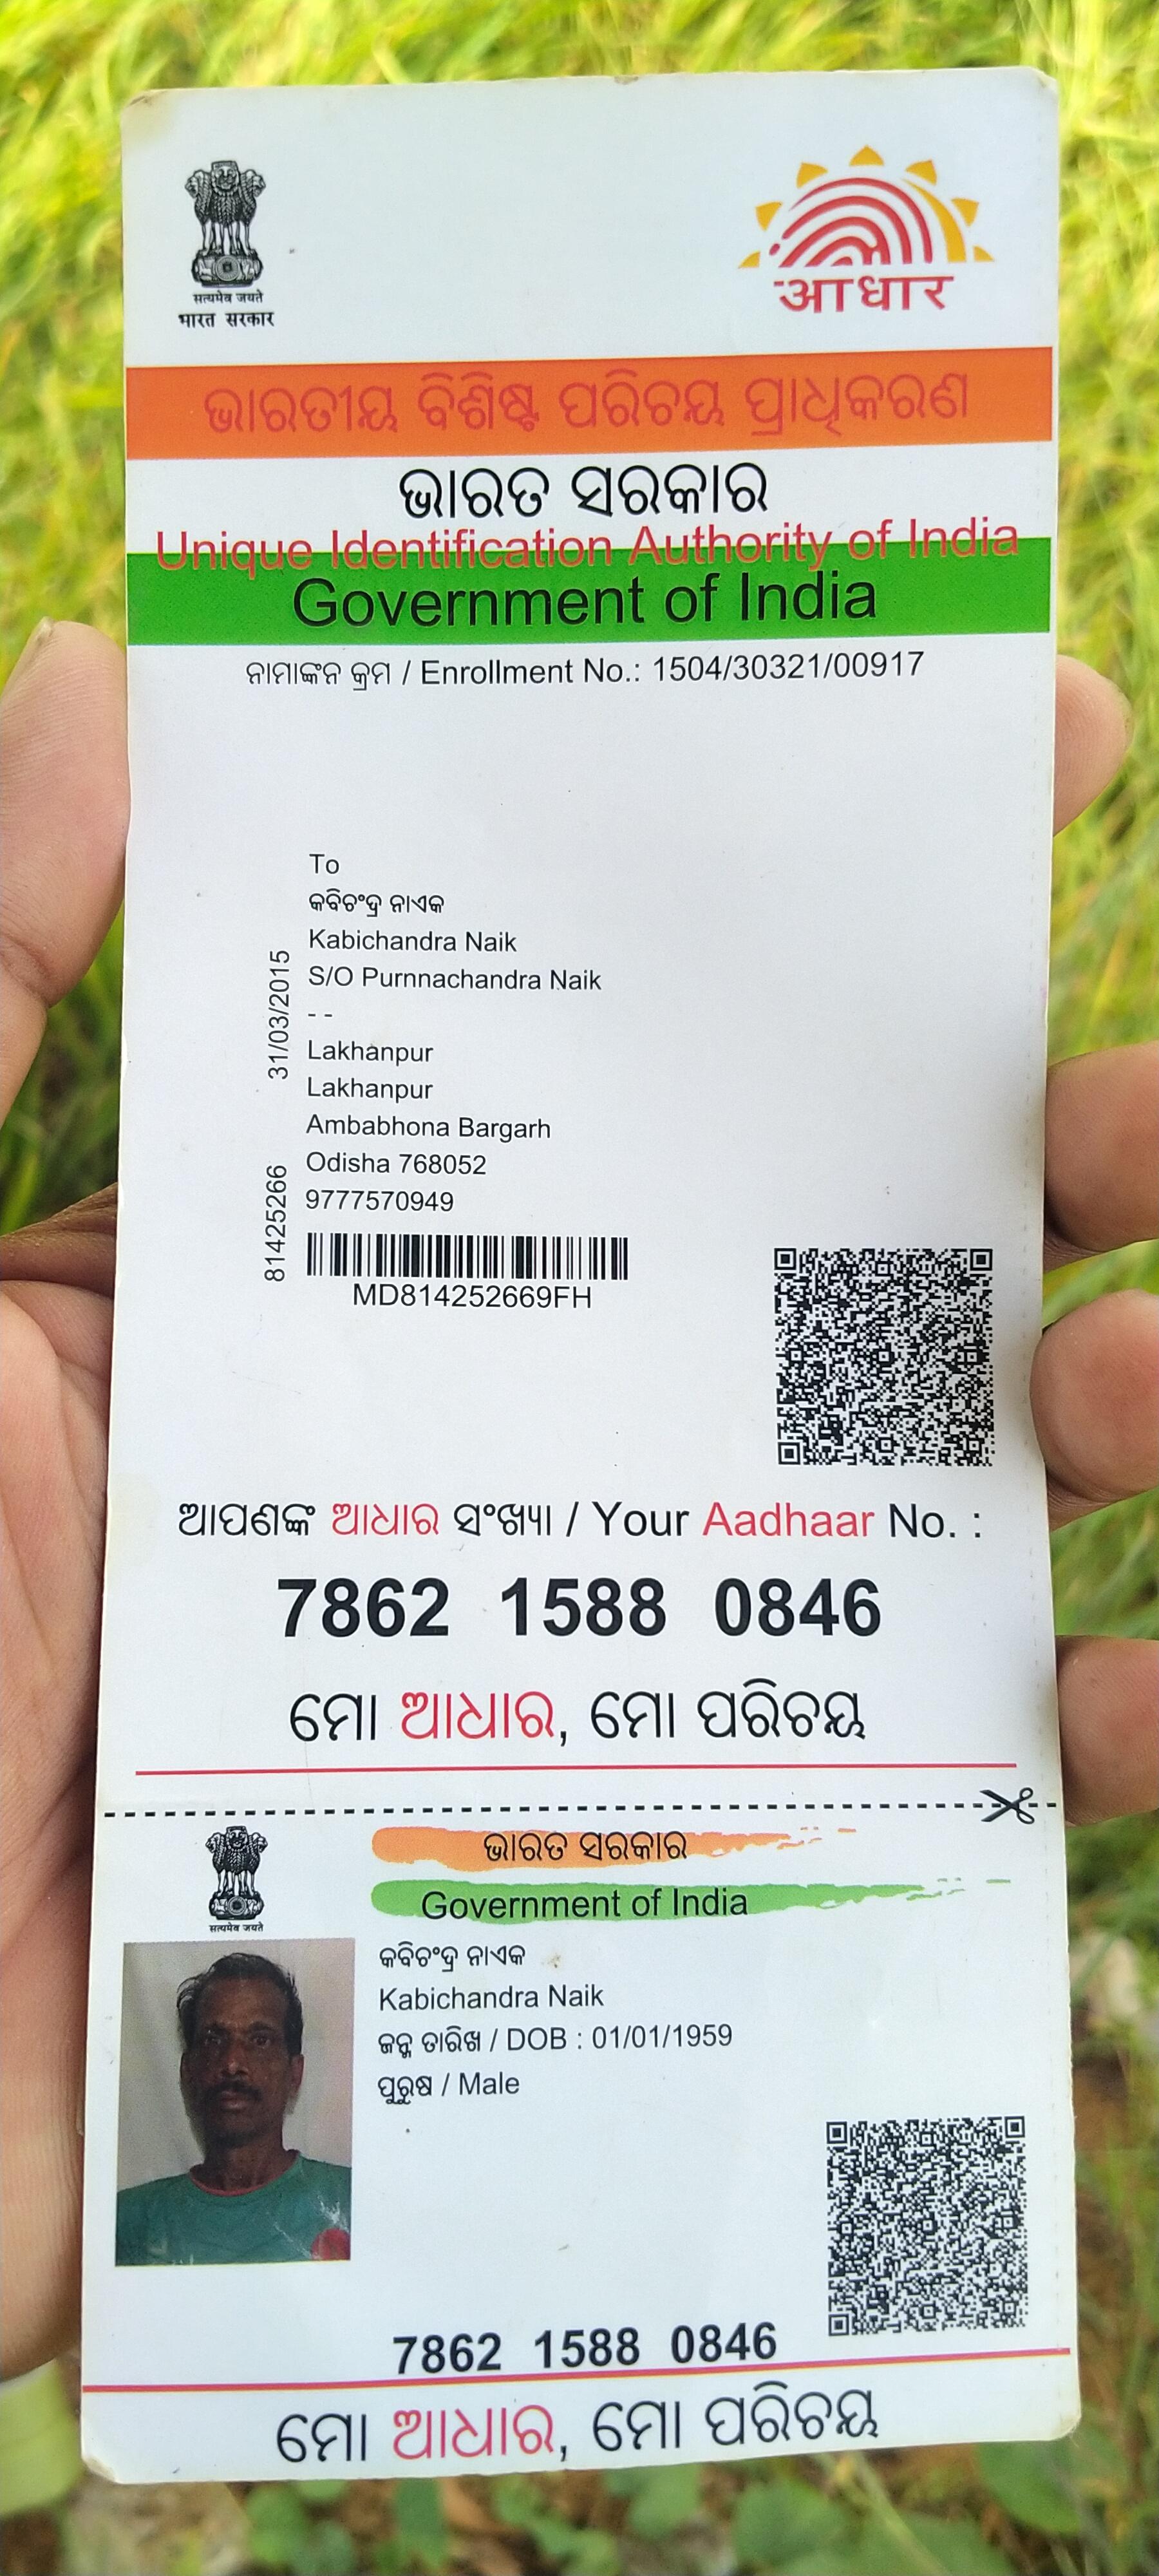 सत्यमेव जयते
भारत सरकार
आधार
ଭାରତୀୟ ବିଶିଷ୍ଟ ପରିଚୟ ପ୍ରାଧିକରଣ
ଭାରତ ସରକାର
Unique Identification Authority of India
Government of India
ନାମାଙ୍କନ କ୍ରମ / Enrollment No.: 1504/30321/00917
To
କବିଚଂଦ୍ର ନାଏକ
Kabichandra Naik
S/O Purnnachandra Naik
- -
Lakhanpur
Lakhanpur
Ambabhona Bargarh
Odisha 768052
9777570949
31/03/2015
81425266
MD814252669FH
ଆପଣଙ୍କ ଆଧାର ସଂଖ୍ୟା / Your Aadhaar No. :
7862 1588 0846
ମୋ ଆଧାର, ମୋ ପରିଚୟ
सत्यमेव जयते
ଭାରତ ସରକାର
Government of India
କବିଚଂଦ୍ର ନାଏକ
Kabichandra Naik
ଜନ୍ମ ତାରିଖ / DOB : 01/01/1959
ପୁରୁଷ / Male
7862 1588 0846
ମୋ ଆଧାର, ମୋ ପରିଚୟ